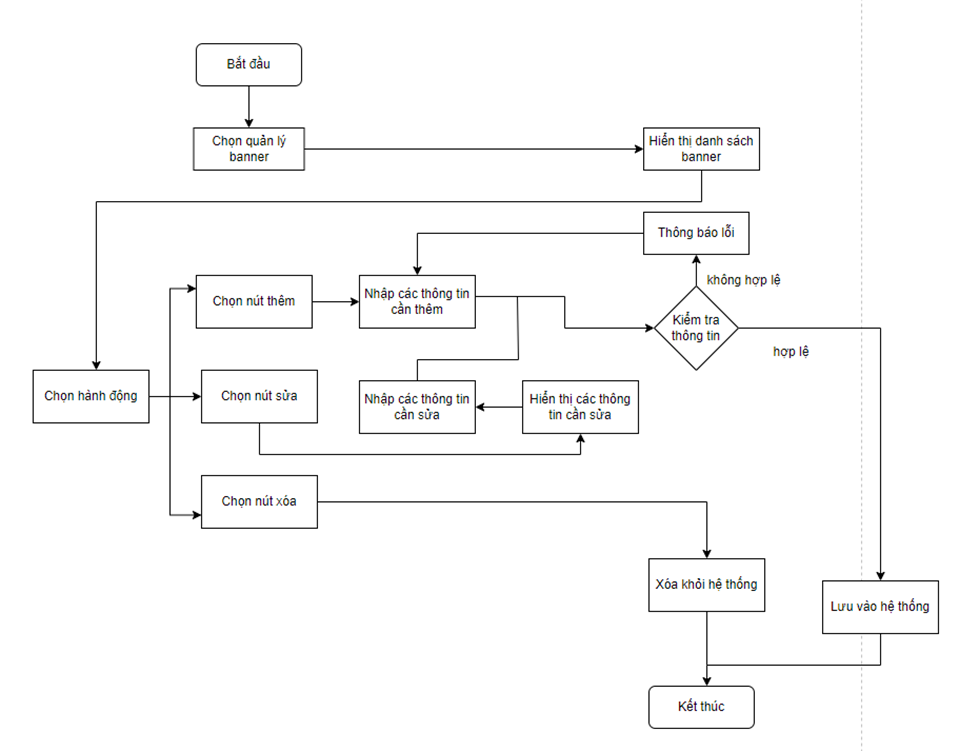 Bắt đầu
Chọn quản lý
banner
Hiển thị danh sách
banner
Thông báo lỗi
không hợp lệ
Chọn nút thêm
Nhập các thông tin
cần thêm
Kiểm tra
thông tin
hợp lệ
Chọn hành động
Chọn nút sửa
Nhập các thông tin
cần sửa
Hiển thị các thông
tin cần sửa
Chọn nút xóa
Xóa khỏi hệ thống
Lưu vào hệ thống
Kết thúc